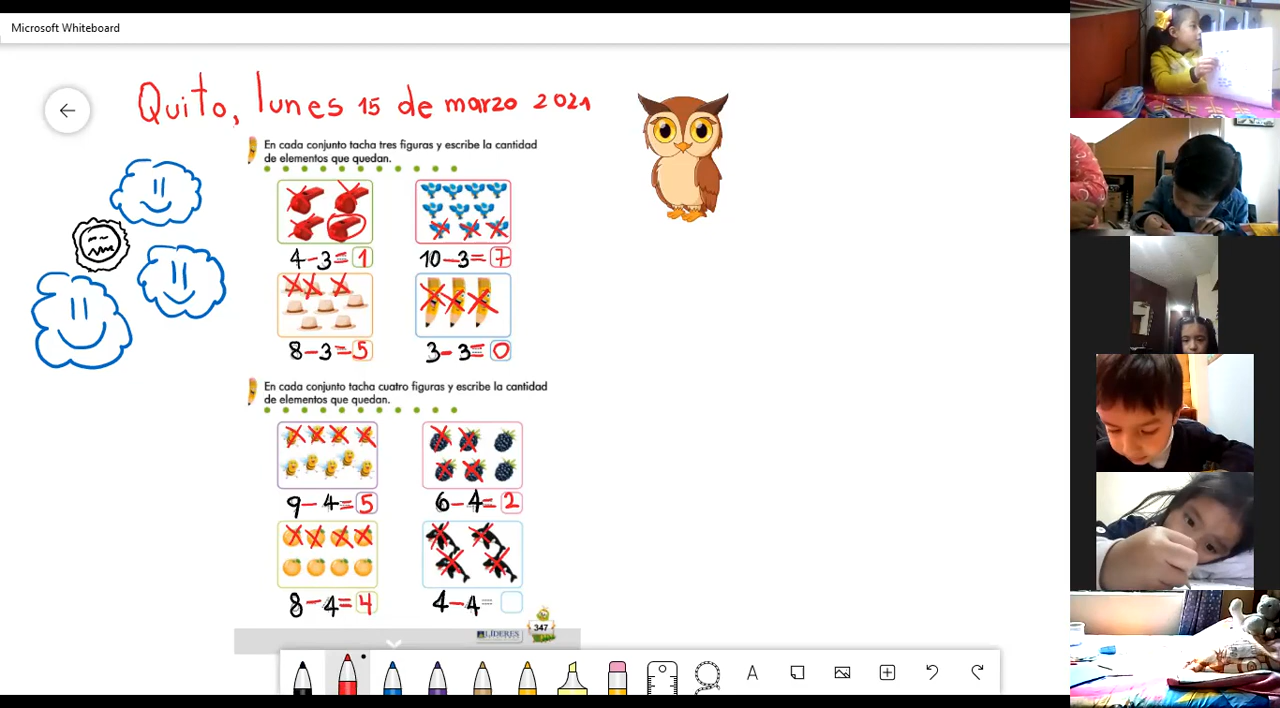 Microsoft Whiteboard
Quito, lunes 15 de marzo 2021
En cada conjunto tacha tres figuras y escribe la cantidad
de elementos que quedan.
4-3=1
10-3=7
8-3=5
3-3=0
En cada conjunto tacha cuatro figuras y escribe la cantidad
de elementos que quedan.
9-4=5
6-4=2
8-4=4
4-4=
LÍDERES
347
A